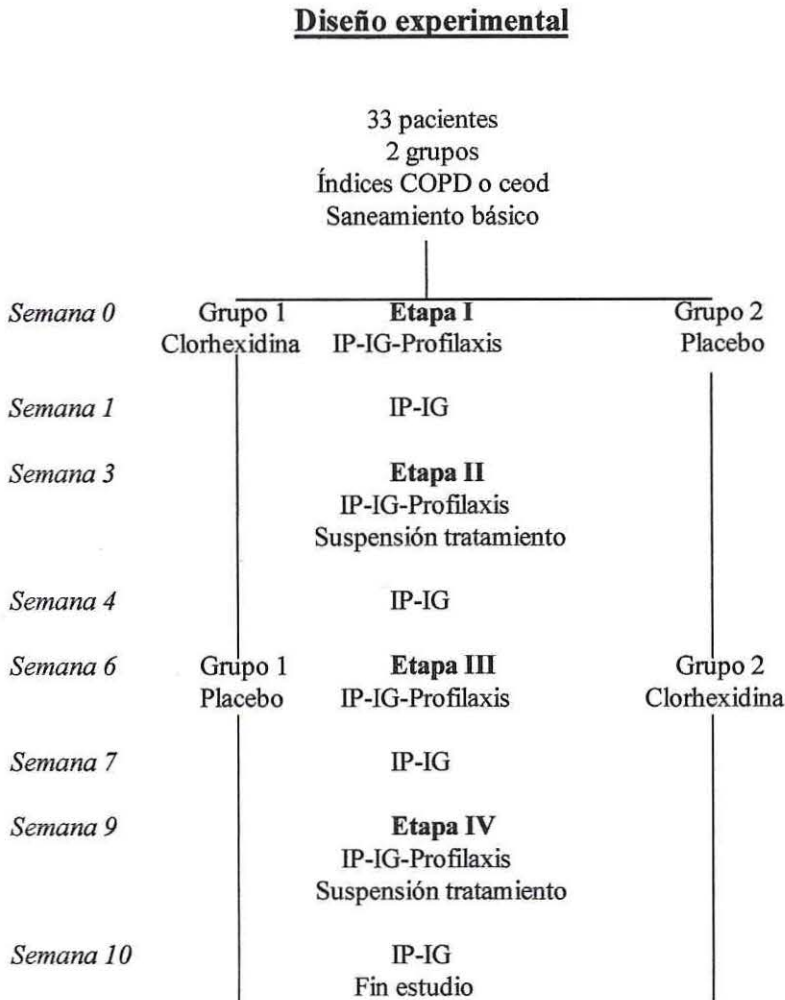 Diseño experimental
33 pacientes
2 grupos
Índices COPD o ceod
Saneamiento básico
Semana 0 Grupo 1 Etapa I Grupo 2
Clorhexidina IP-IG-Profilaxis Placebo
Semana 1 IP-IG
Semana 3 Etapa II
IP-IG-Profilaxis
Suspensión tratamiento
Semana 4 IP-IG
Semana 6 Grupo 1 Etapa III Grupo 2
Placebo IP-IG-Profilaxis Clorhexidina
Semana 7 IP-IG
Semana 9 Etapa IV
IP-IG-Profilaxis
Suspensión tratamiento
Semana 10 IP-IG
Fin estudio